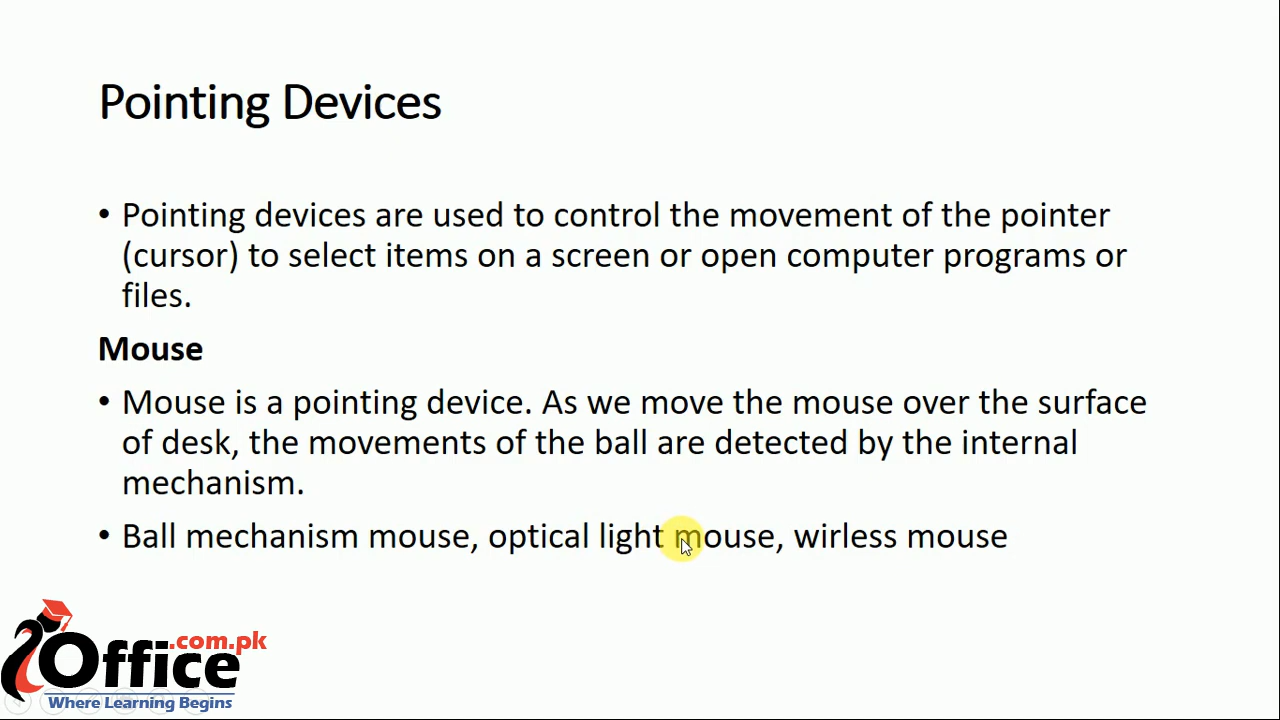 Pointing Devices
• Pointing devices are used to control the movement of the pointer
(cursor) to select items on a screen or open computer programs or
files.
Mouse
• Mouse is a pointing device. As we move the mouse over the surface
of desk, the movements of the ball are detected by the internal
mechanism.
• Ball mechanism mouse, optical light mouse, wirless mouse
Office.com.pk
Where Learning Begins